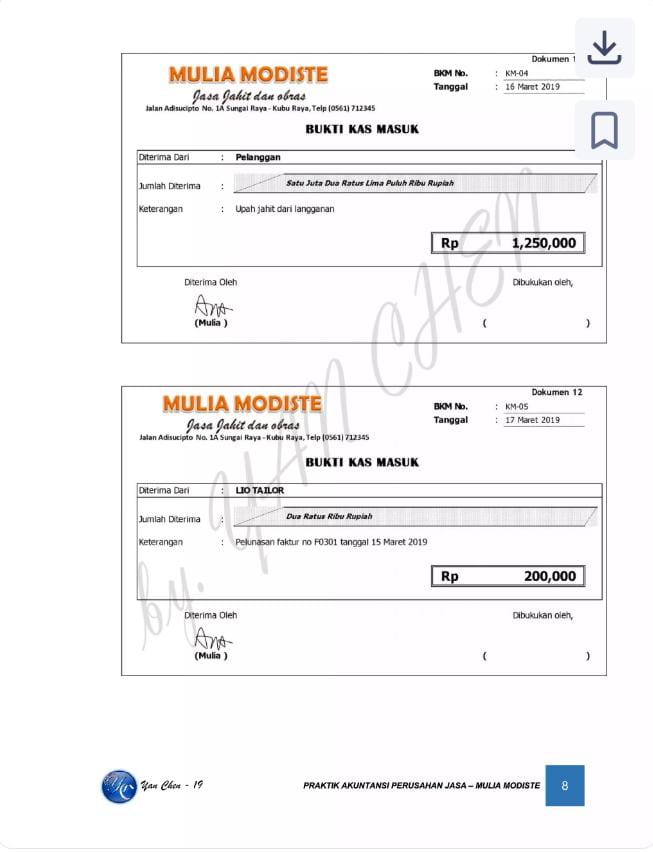 Dokumen 1
MULIA MODISTE
BKM No. : KM-04
Jasa Jahit dan obras
Tanggal : 16 Maret 2019
Jalan Adisucipto No. 1A Sungai Raya - Kubu Raya, Telp (0561) 712345
BUKTI KAS MASUK
Diterima Dari : Pelanggan
Jumlah Diterima : Satu Juta Dua Ratus Lima Puluh Ribu Rupiah
Keterangan : Upah jahit dari langganan
Rp 1,250,000
Diterima Oleh Dibukukan oleh,
(Mulia ) ( )
Dokumen 12
MULIA MODISTE
BKM No. : KM-05
Jasa Jahit dan obras
Tanggal : 17 Maret 2019
Jalan Adisucipto No. 1A Sungai Raya - Kubu Raya, Telp (0561) 712345
BUKTI KAS MASUK
Diterima Dari : LIO TAILOR
Jumlah Diterima : Dua Ratus Ribu Rupiah
Keterangan : Pelunasan faktur no F0301 tanggal 15 Maret 2019
Rp 200,000
Diterima Oleh Dibukukan oleh,
(Mulia ) ( )
by. YAM CHEN
Yan Chen - 19
PRAKTIK AKUNTANSI PERUSAHAN JASA – MULIA MODISTE 8